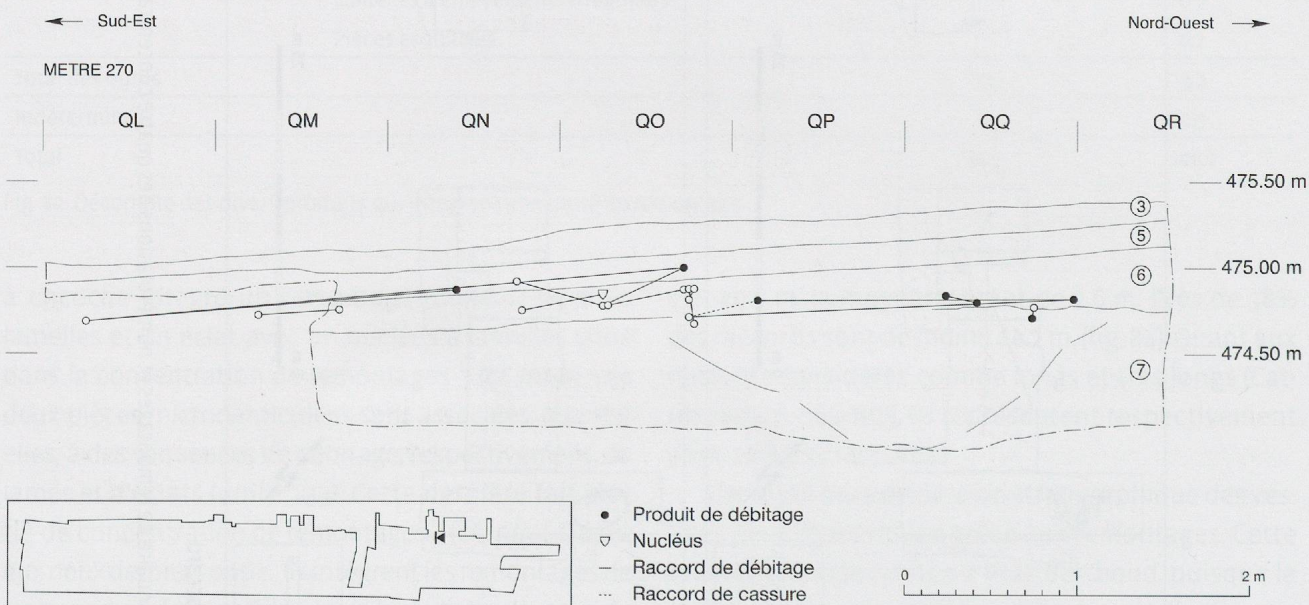 Sud-Est
Nord-Ouest
METRE 270
QL QM QN QO QP QQ QR
475.50 m
3
5
475.00 m
6
474.50 m
7
Produit de débitage
Nucléus
Raccord de débitage
Raccord de cassure
0 1 2 m